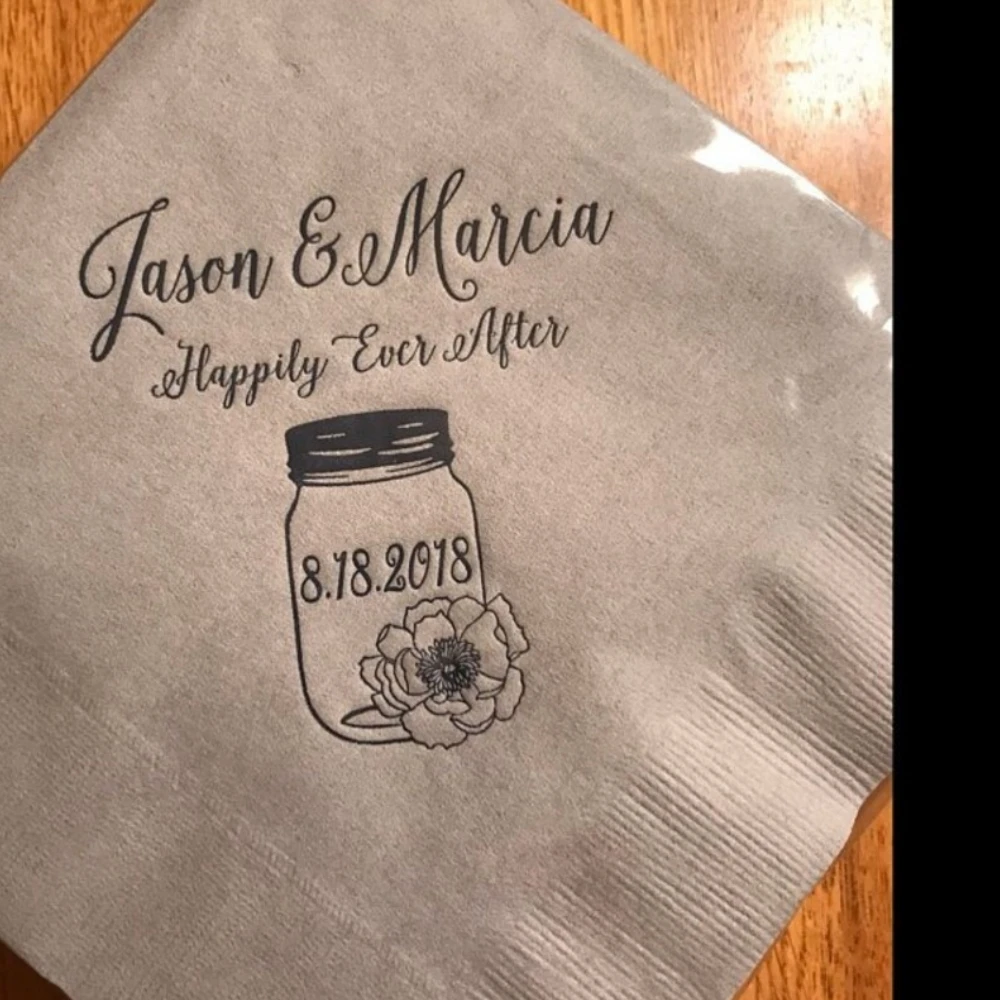 Jason & Marcia
Happily Ever After
8.18.2018